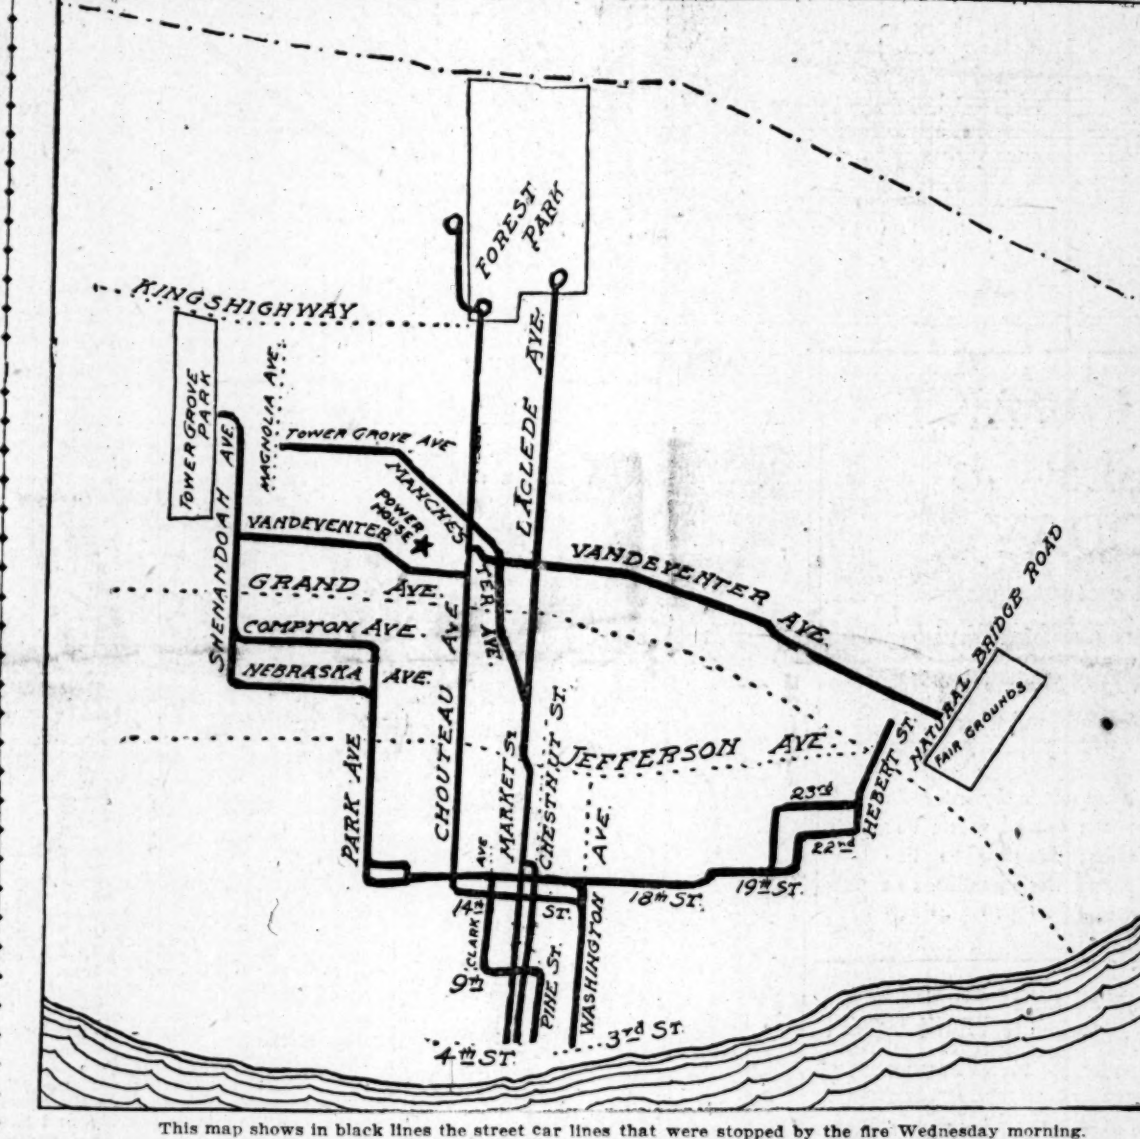 FOREST
PARK
KINGSHIGHWAY
TOWER GROVE
PARK
MAGNOLIA AVE.
TOWER GROVE AVE
MANCHESTER AVE.
LACLEDE AVE.
SHENANDOAH AVE.
POWER
HOUSE
VANDEVENTER
VANDEVENTER AVE.
GRAND AVE.
COMPTON AVE.
NEBRASKA AVE.
NATURAL BRIDGE ROAD
FAIR GROUNDS
CHOUTEAU AVE
PARK AVE
MARKET ST
CHESTNUT ST.
JEFFERSON AVE
HEBERT ST.
23rd
22nd
19th ST.
18th ST.
14th ST.
CLARK AVE
WASHINGTON AVE.
9th
PINE ST.
4th ST.
3rd ST.
This map shows in black lines the street car lines that were stopped by the fire Wednesday morning.